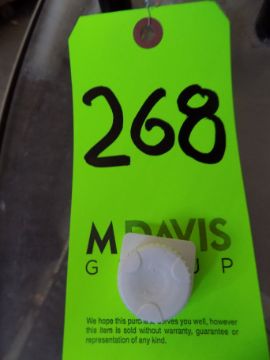 268
M DAVIS
G UP
We hope this purchase serves you well, however
this item is sold without warranty, guarantee or
representation of any kind.